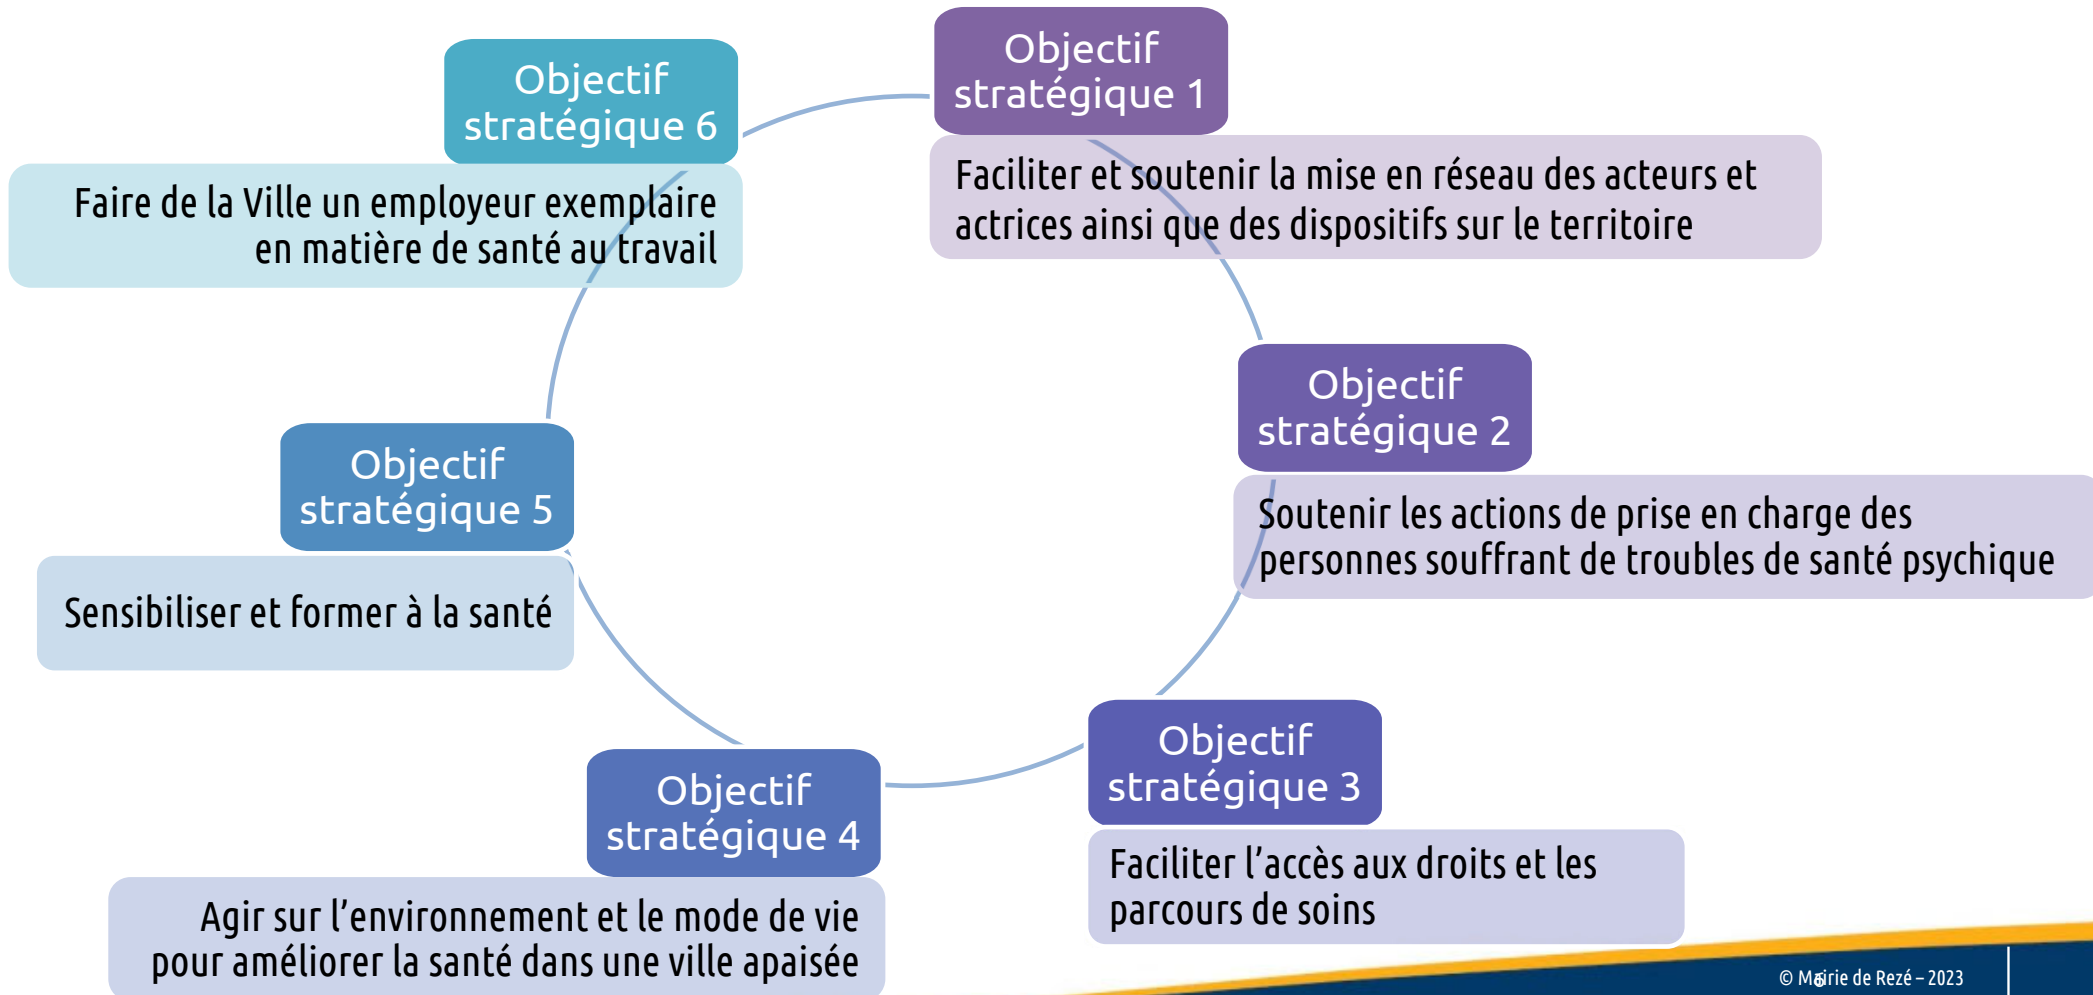 Objectif
stratégique 1
Faciliter et soutenir la mise en réseau des acteurs et
actrices ainsi que des dispositifs sur le territoire
Objectif
stratégique 2
Soutenir les actions de prise en charge des
personnes souffrant de troubles de santé psychique
Objectif
stratégique 3
Faciliter l’accès aux droits et les
parcours de soins
Objectif
stratégique 4
Agir sur l’environnement et le mode de vie
pour améliorer la santé dans une ville apaisée
Objectif
stratégique 5
Sensibiliser et former à la santé
Objectif
stratégique 6
Faire de la Ville un employeur exemplaire
en matière de santé au travail
© Mairie de Rezé – 2023